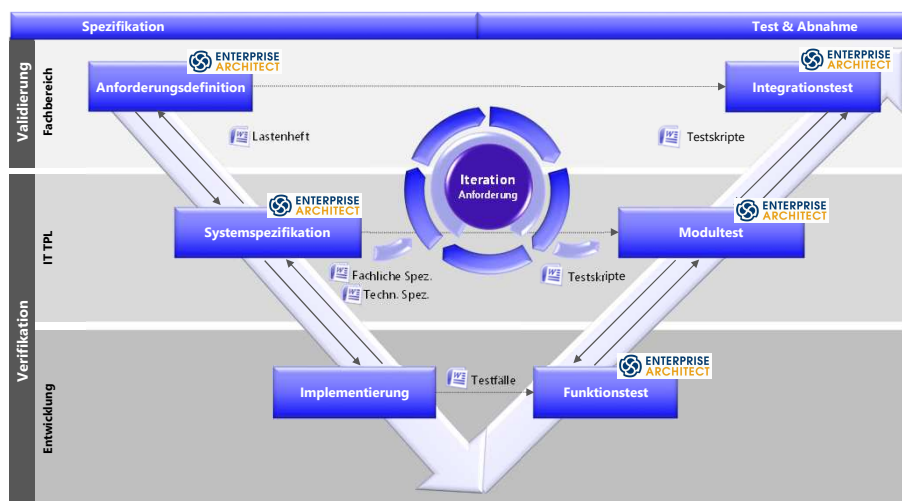 Spezifikation
Test & Abnahme
Validierung
Fachbereich
ENTERPRISE
ARCHITECT
Anforderungsdefinition
ENTERPRISE
ARCHITECT
Integrationstest
Lastenheft
Testskripte
Iteration
Anforderung
Verifikation
IT TPL
ENTERPRISE
ARCHITECT
Systemspezifikation
ENTERPRISE
ARCHITECT
Modultest
Fachliche Spez.
Techn. Spez.
Testskripte
Entwicklung
ENTERPRISE
ARCHITECT
Implementierung
Testfälle
Funktionstest